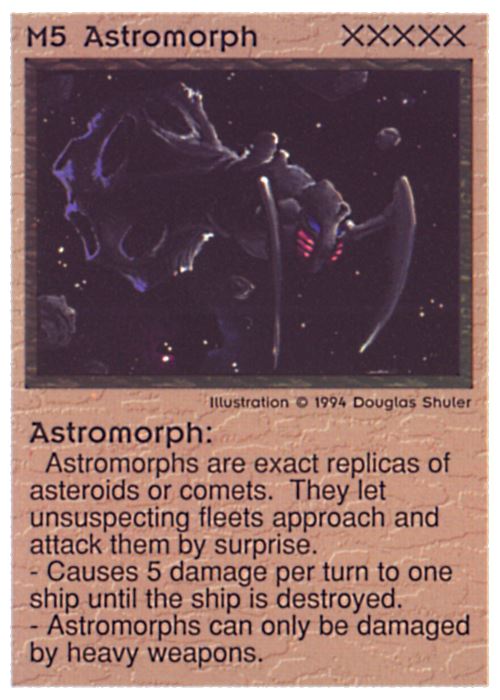 M5 Astromorph XXXXX
Illustration © 1994 Douglas Shuler
Astromorph:
Astromorphs are exact replicas of
asteroids or comets. They let
unsuspecting fleets approach and
attack them by surprise.
- Causes 5 damage per turn to one
ship until the ship is destroyed.
- Astromorphs can only be damaged
by heavy weapons.